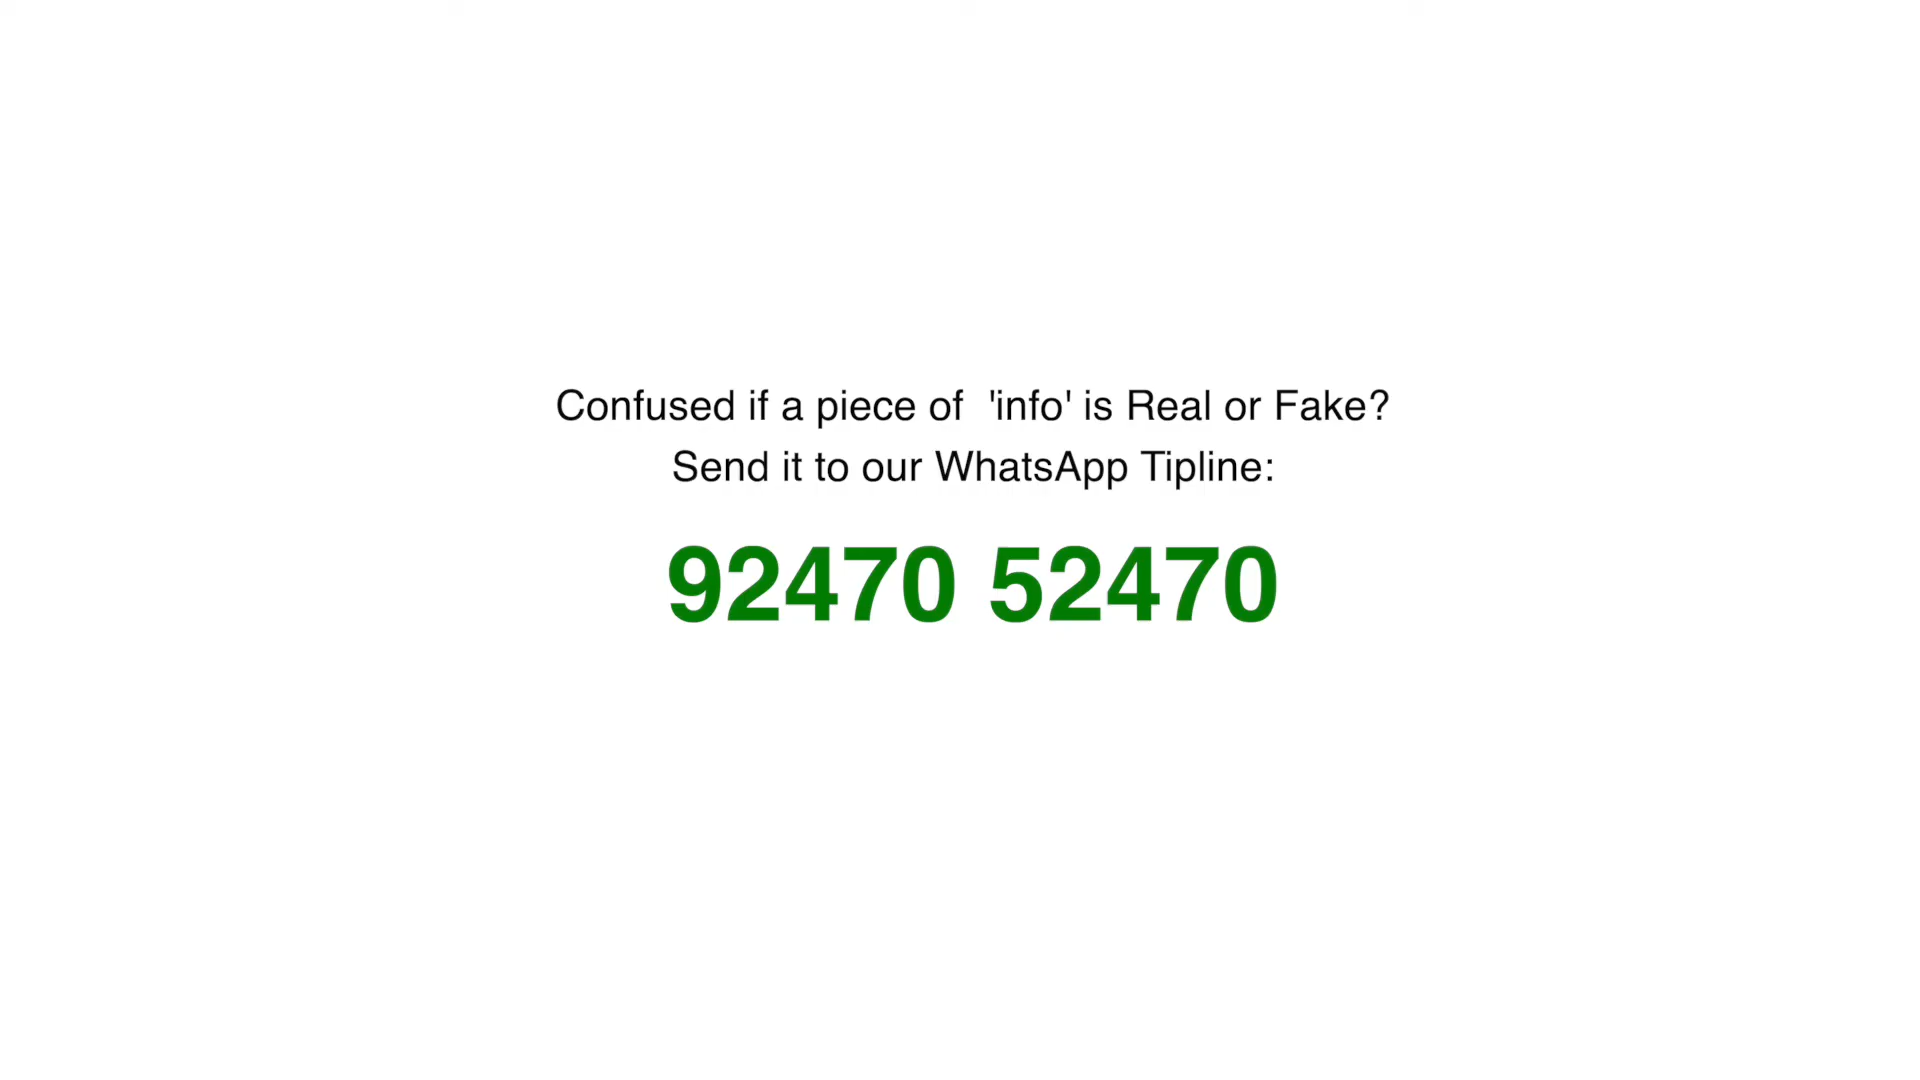 Confused if a piece of  'info' is Real or Fake?
Send it to our WhatsApp Tipline:
92470 52470